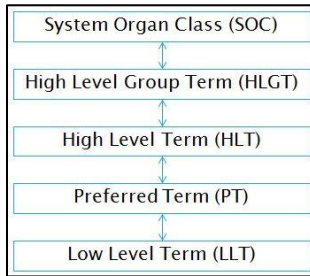 System Organ Class (SOC)
High Level Group Term (HLGT)
High Level Term (HLT)
Preferred Term (PT)
Low Level Term (LLT)